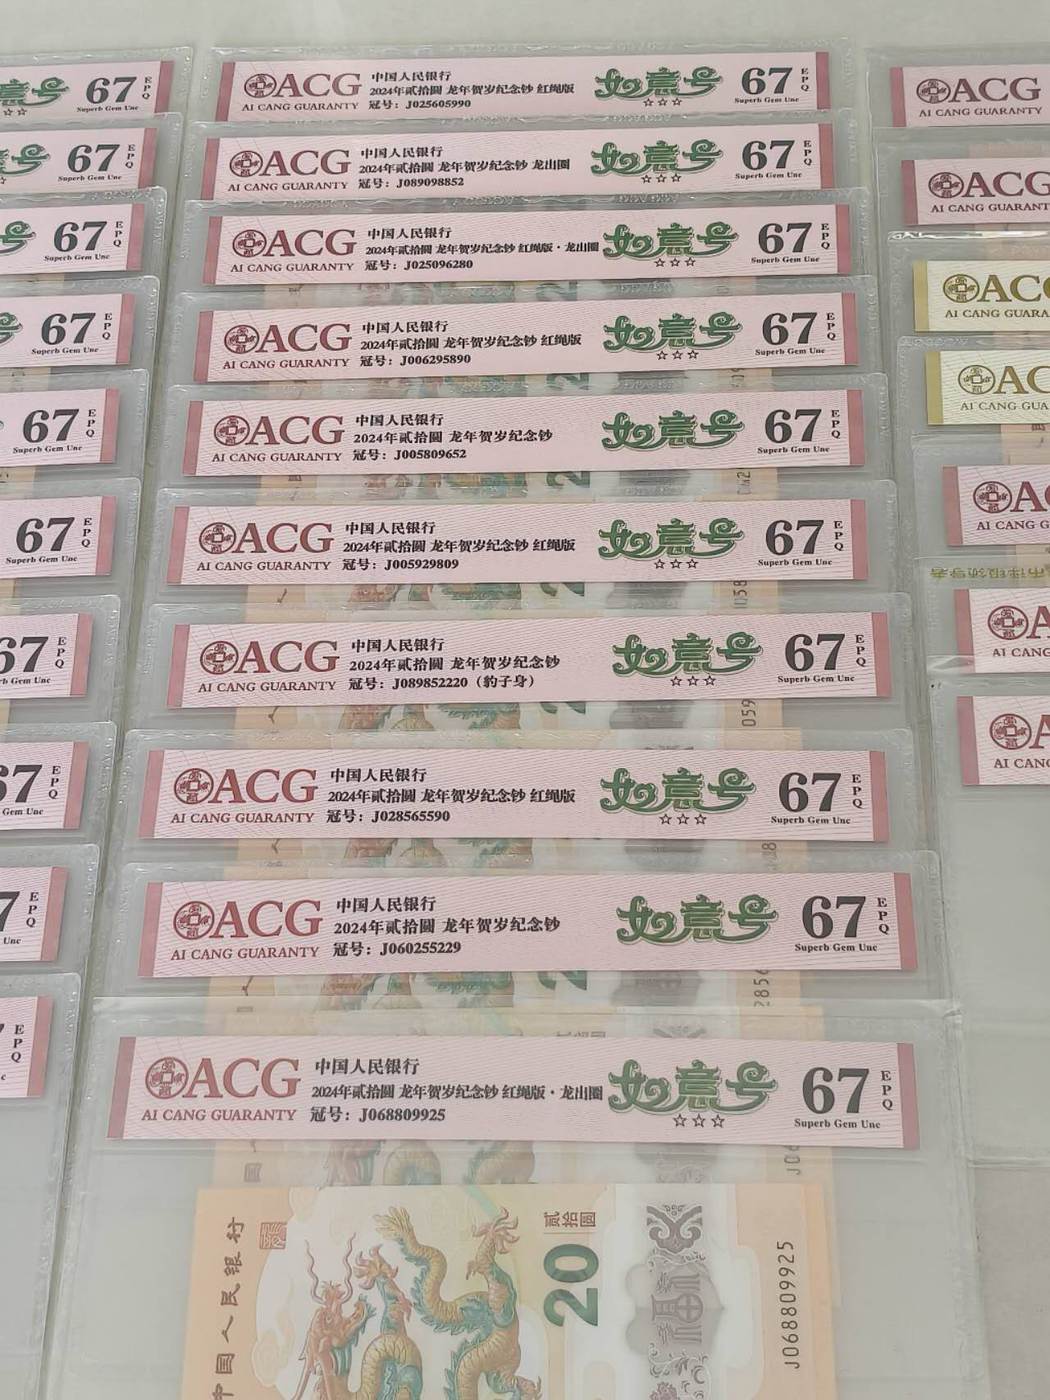 意号
67
EPQ
Superb Gem Unc
ACG
AI CANG GUARANTY
中国人民银行
2024年贰拾圆 龙年贺岁纪念钞 红绳版
冠号：J025605990
如意号
☆☆☆
67
EPQ
Superb Gem Unc
ACG
AI CANG GUARANTY
中国人民银行
2024年贰拾圆 龙年贺岁纪念钞 龙出圈
冠号：J089098852
如意号
☆☆☆
67
EPQ
Superb Gem Unc
ACG
AI CANG GUARANTY
中国人民银行
2024年贰拾圆 龙年贺岁纪念钞 红绳版·龙出圈
冠号：J025096280
如意号
☆☆☆
67
EPQ
Superb Gem Unc
ACG
AI CANG GUARANTY
中国人民银行
2024年贰拾圆 龙年贺岁纪念钞 红绳版
冠号：J006295890
如意号
☆☆☆
67
EPQ
Superb Gem Unc
ACG
AI CANG GUARANTY
中国人民银行
2024年贰拾圆 龙年贺岁纪念钞
冠号：J005809652
如意号
☆☆☆
67
EPQ
Superb Gem Unc
ACG
AI CANG GUARANTY
中国人民银行
2024年贰拾圆 龙年贺岁纪念钞 红绳版
冠号：J005929809
如意号
☆☆☆
67
EPQ
Superb Gem Unc
ACG
AI CANG GUARANTY
中国人民银行
2024年贰拾圆 龙年贺岁纪念钞
冠号：J089852220（豹子身）
如意号
☆☆☆
67
EPQ
Superb Gem Unc
ACG
AI CANG GUARANTY
中国人民银行
2024年贰拾圆 龙年贺岁纪念钞 红绳版
冠号：J028565590
如意号
☆☆☆
67
EPQ
Superb Gem Unc
ACG
AI CANG GUARANTY
中国人民银行
2024年贰拾圆 龙年贺岁纪念钞
冠号：J060255229
如意号
☆☆☆
67
EPQ
Superb Gem Unc
ACG
AI CANG GUARANTY
中国人民银行
2024年贰拾圆 龙年贺岁纪念钞 红绳版·龙出圈
冠号：J068809925
如意号
☆☆☆
67
EPQ
Superb Gem Unc
中国人民银行
贰拾圆
20
J068809925